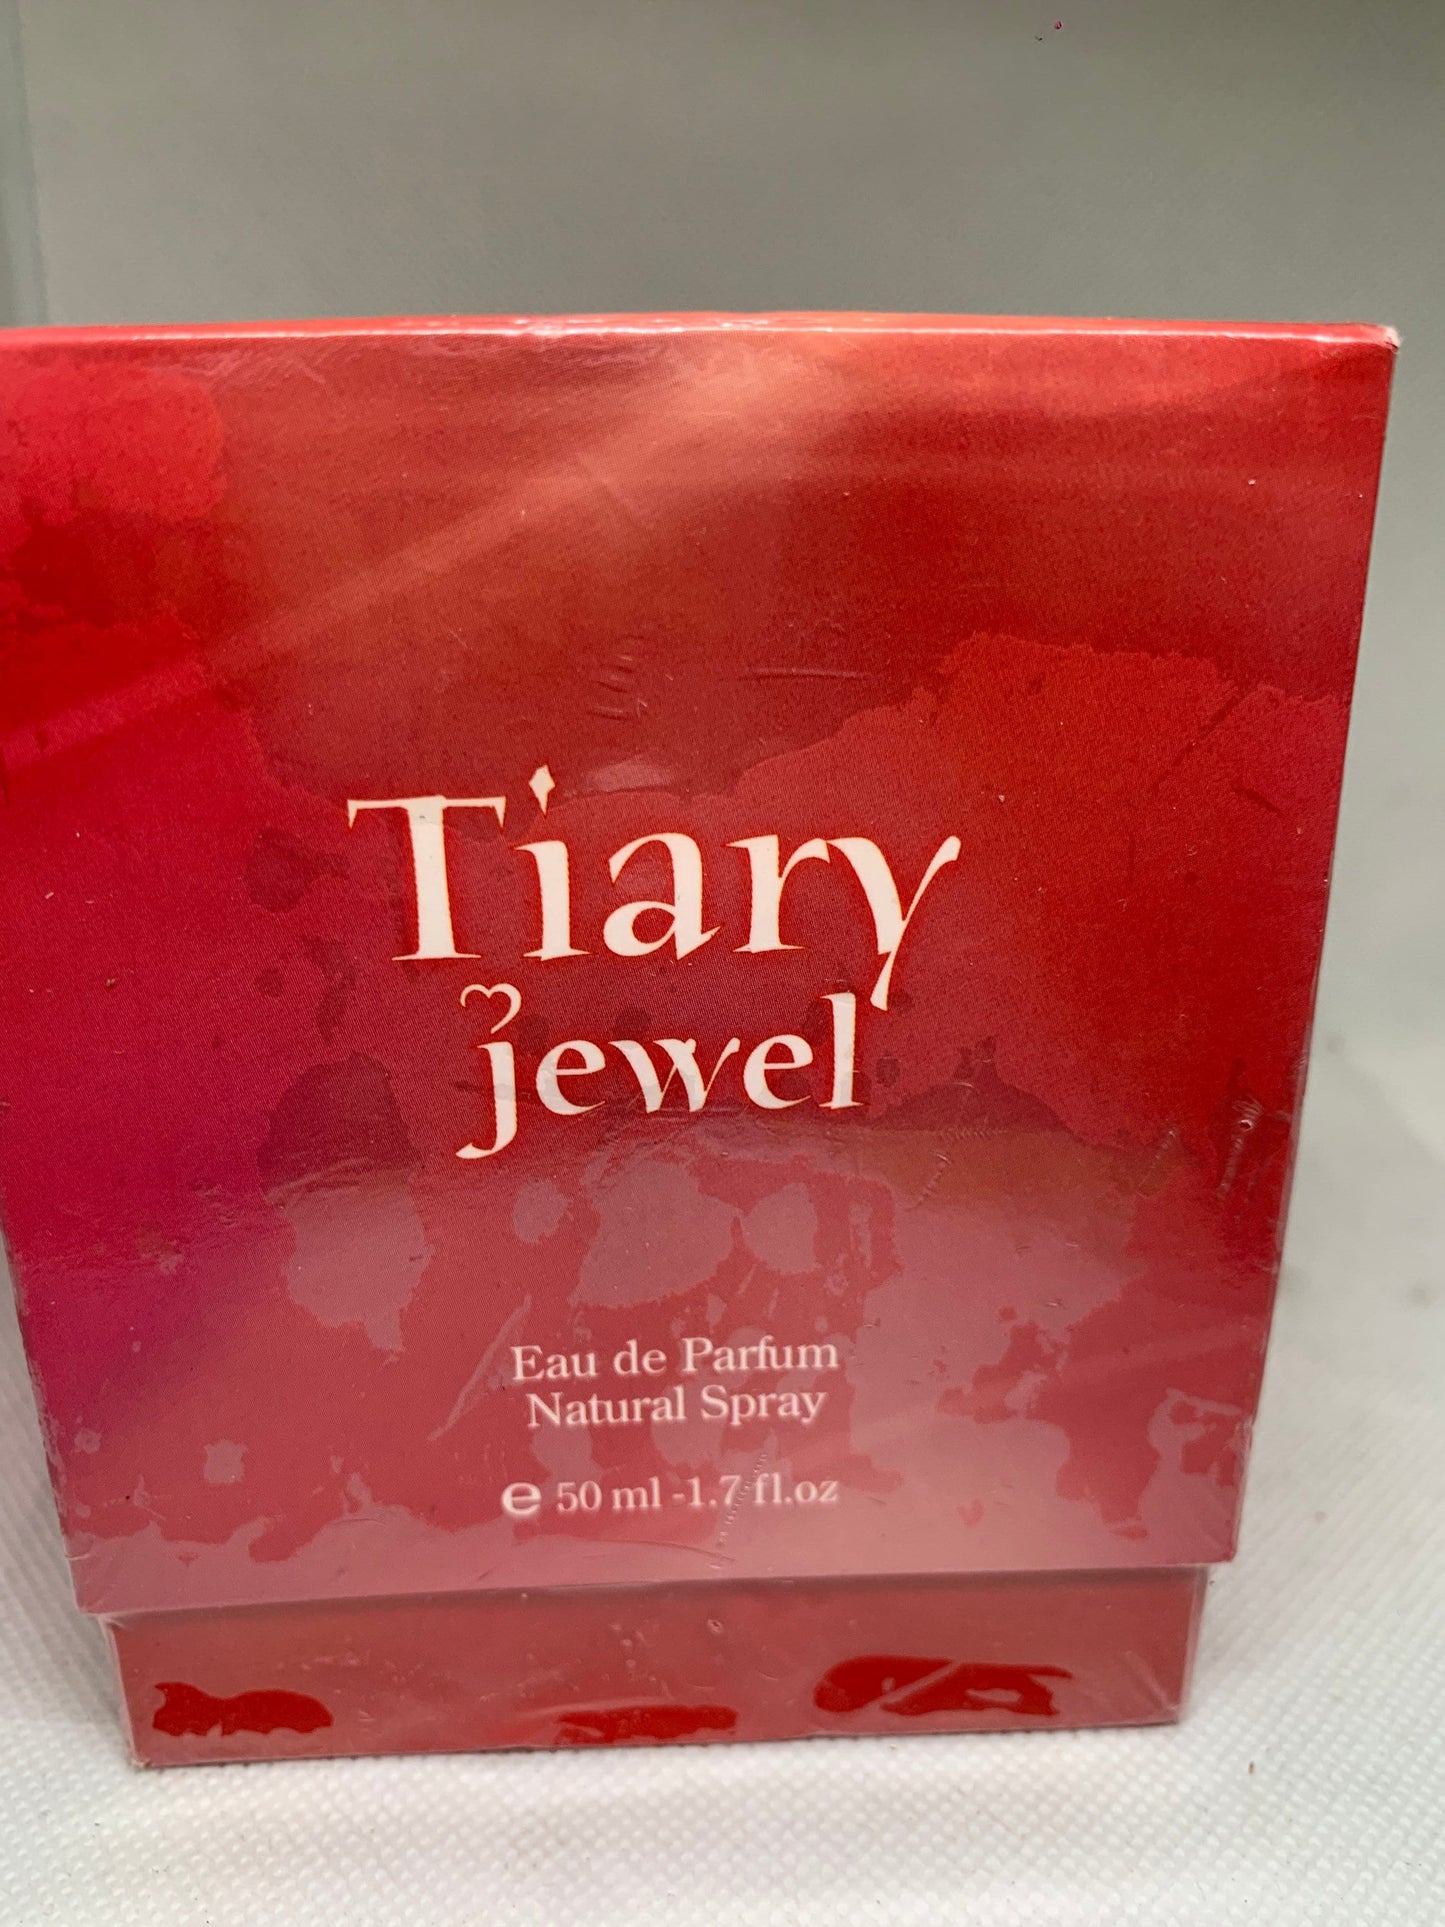 Tiary
jewel
Eau de Parfum
Natural Spray
℮ 50 ml -1.7 fl.oz